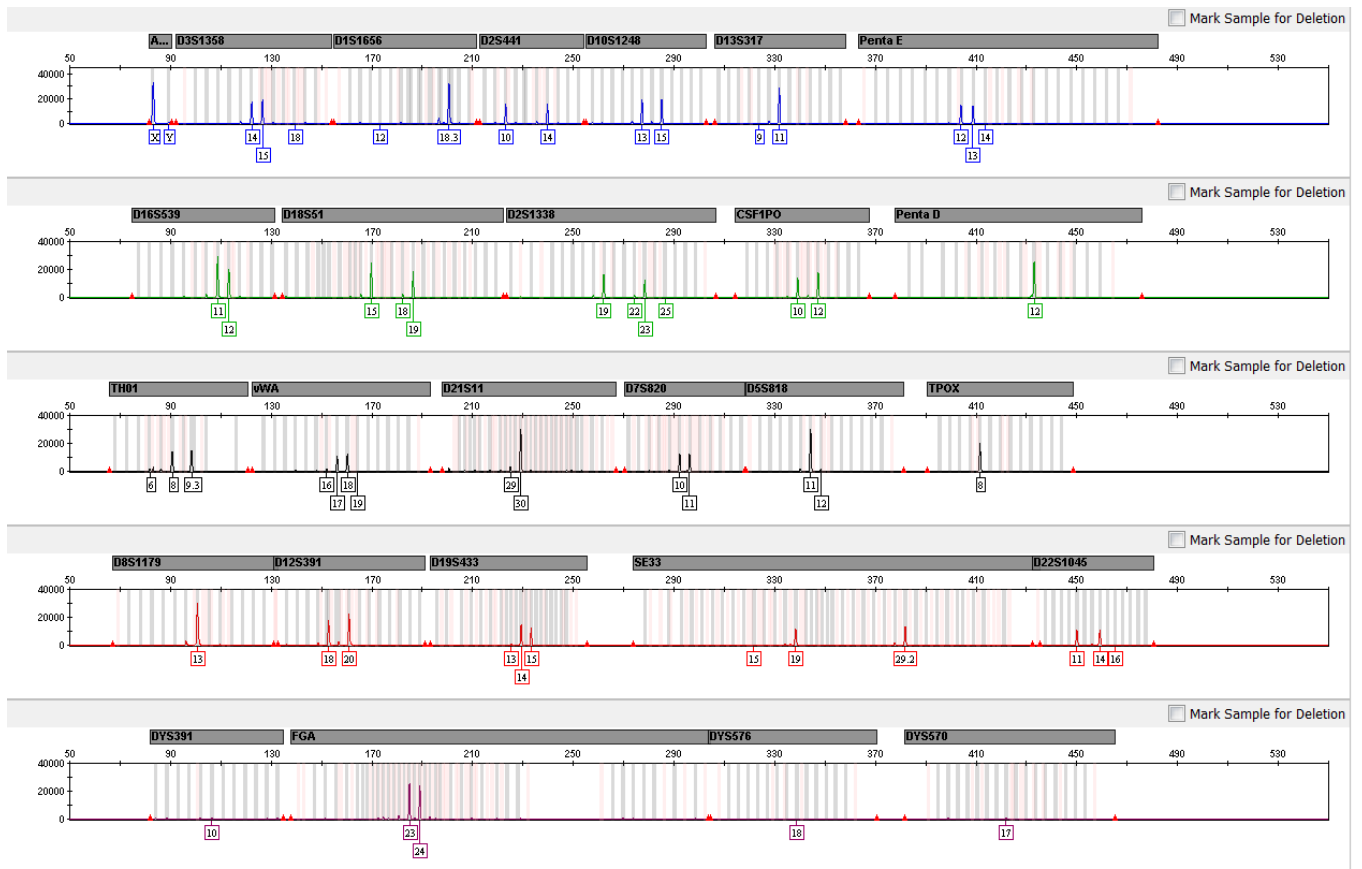 Mark Sample for Deletion
A... D3S1358 D1S1656 D2S441 D10S1248 D13S317 Penta E
50 90 130 170 210 250 290 330 370 410 450 490 530
40000
20000
0
X Y 14 18 12 18.3 10 14 13 15 9 11 12 14
15 13
Mark Sample for Deletion
D16S539 D18S51 D2S1338 CSF1PO Penta D
50 90 130 170 210 250 290 330 370 410 450 490 530
40000
20000
0
11 15 18 19 22 25 10 12 12
12 19 23
Mark Sample for Deletion
TH01 vWA D21S11 D7S820 D5S818 TPOX
50 90 130 170 210 250 290 330 370 410 450 490 530
40000
20000
0
6 8 9.3 16 18 29 10 11 8
17 19 30 11 12
Mark Sample for Deletion
D8S1179 D12S391 D19S433 SE33 D22S1045
50 90 130 170 210 250 290 330 370 410 450 490 530
40000
20000
0
13 18 20 13 15 15 19 29.2 11 14 16
14
Mark Sample for Deletion
DYS391 FGA DYS576 DYS570
50 90 130 170 210 250 290 330 370 410 450 490 530
40000
20000
0
10 23 18 17
24